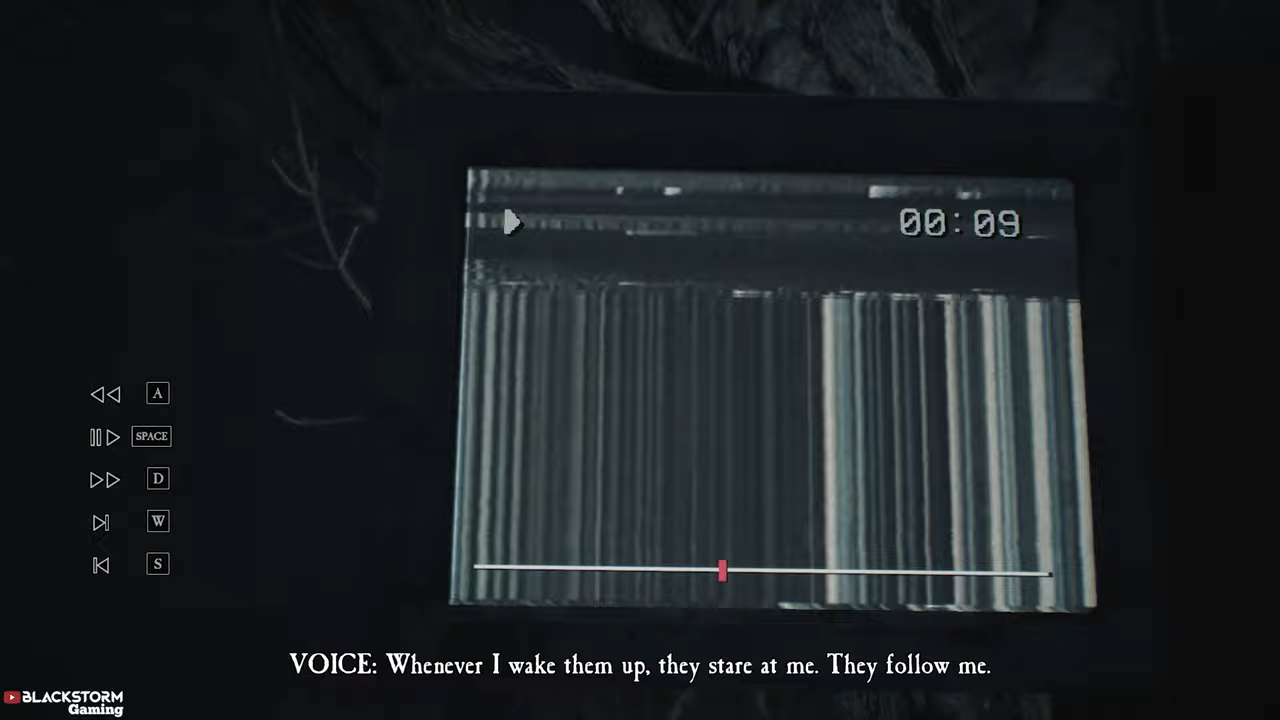 00:09
A
SPACE
D
W
S
VOICE: Whenever I wake them up, they stare at me. They follow me.
BLACKSTORM
Gaming